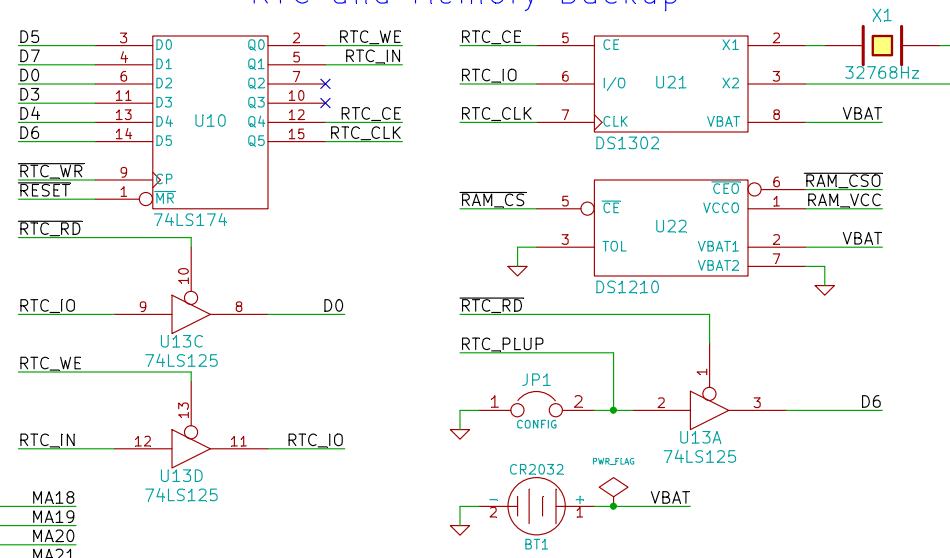 RTC and Memory Backup
D5 3 D0 Q0 2 RTC_WE
D7 4 D1 Q1 5 RTC_IN
D0 6 D2 Q2 7
D3 11 D3 Q3 10
D4 13 D4 Q4 12 RTC_CE
D6 14 D5 Q5 15 RTC_CLK
U10
RTC_WR 9 CP
RESET 1 MR
74LS174
RTC_RD
10
RTC_IO 9 8 D0
U13C
74LS125
RTC_WE
13
RTC_IN 12 11 RTC_IO
U13D
74LS125
MA18
MA19
MA20
MA21
X1
32768Hz
RTC_CE 5 CE X1 2
RTC_IO 6 I/O U21 X2 3
RTC_CLK 7 CLK VBAT 8 VBAT
DS1302
CEO 6 RAM_CSO
RAM_CS 5 CE VCCO 1 RAM_VCC
U22
3 TOL VBAT1 2 VBAT
VBAT2 7
DS1210
RTC_RD
RTC_PLUP
1
JP1
1 2 2 3 D6
CONFIG
U13A
74LS125
CR2032
PWR_FLAG
- + VBAT
2 1
BT1